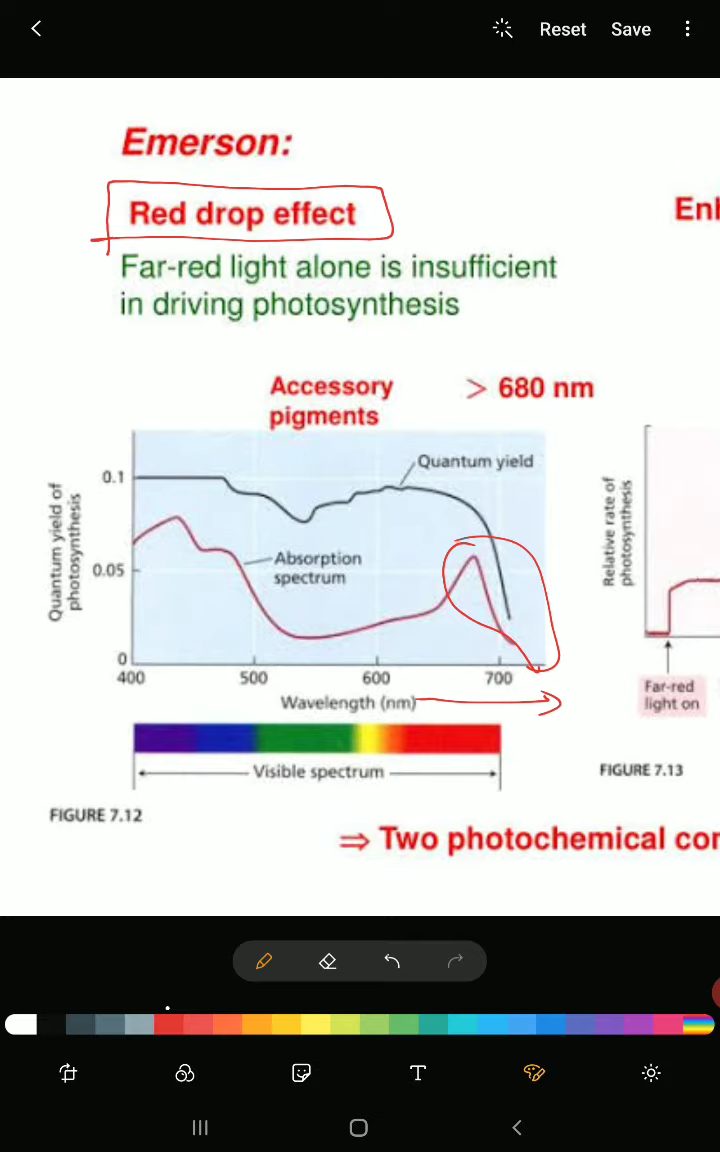 Reset Save
Emerson:
Red drop effect
Enh
Far-red light alone is insufficient
in driving photosynthesis
Accessory
pigments
> 680 nm
Quantum yield of
photosynthesis
0.1
0.05
0
Quantum yield
Absorption
spectrum
400 500 600 700
Wavelength (nm)
Visible spectrum
FIGURE 7.12
Relative rate of
photosynthesis
Far-red
light on
FIGURE 7.13
⇒ Two photochemical con
T